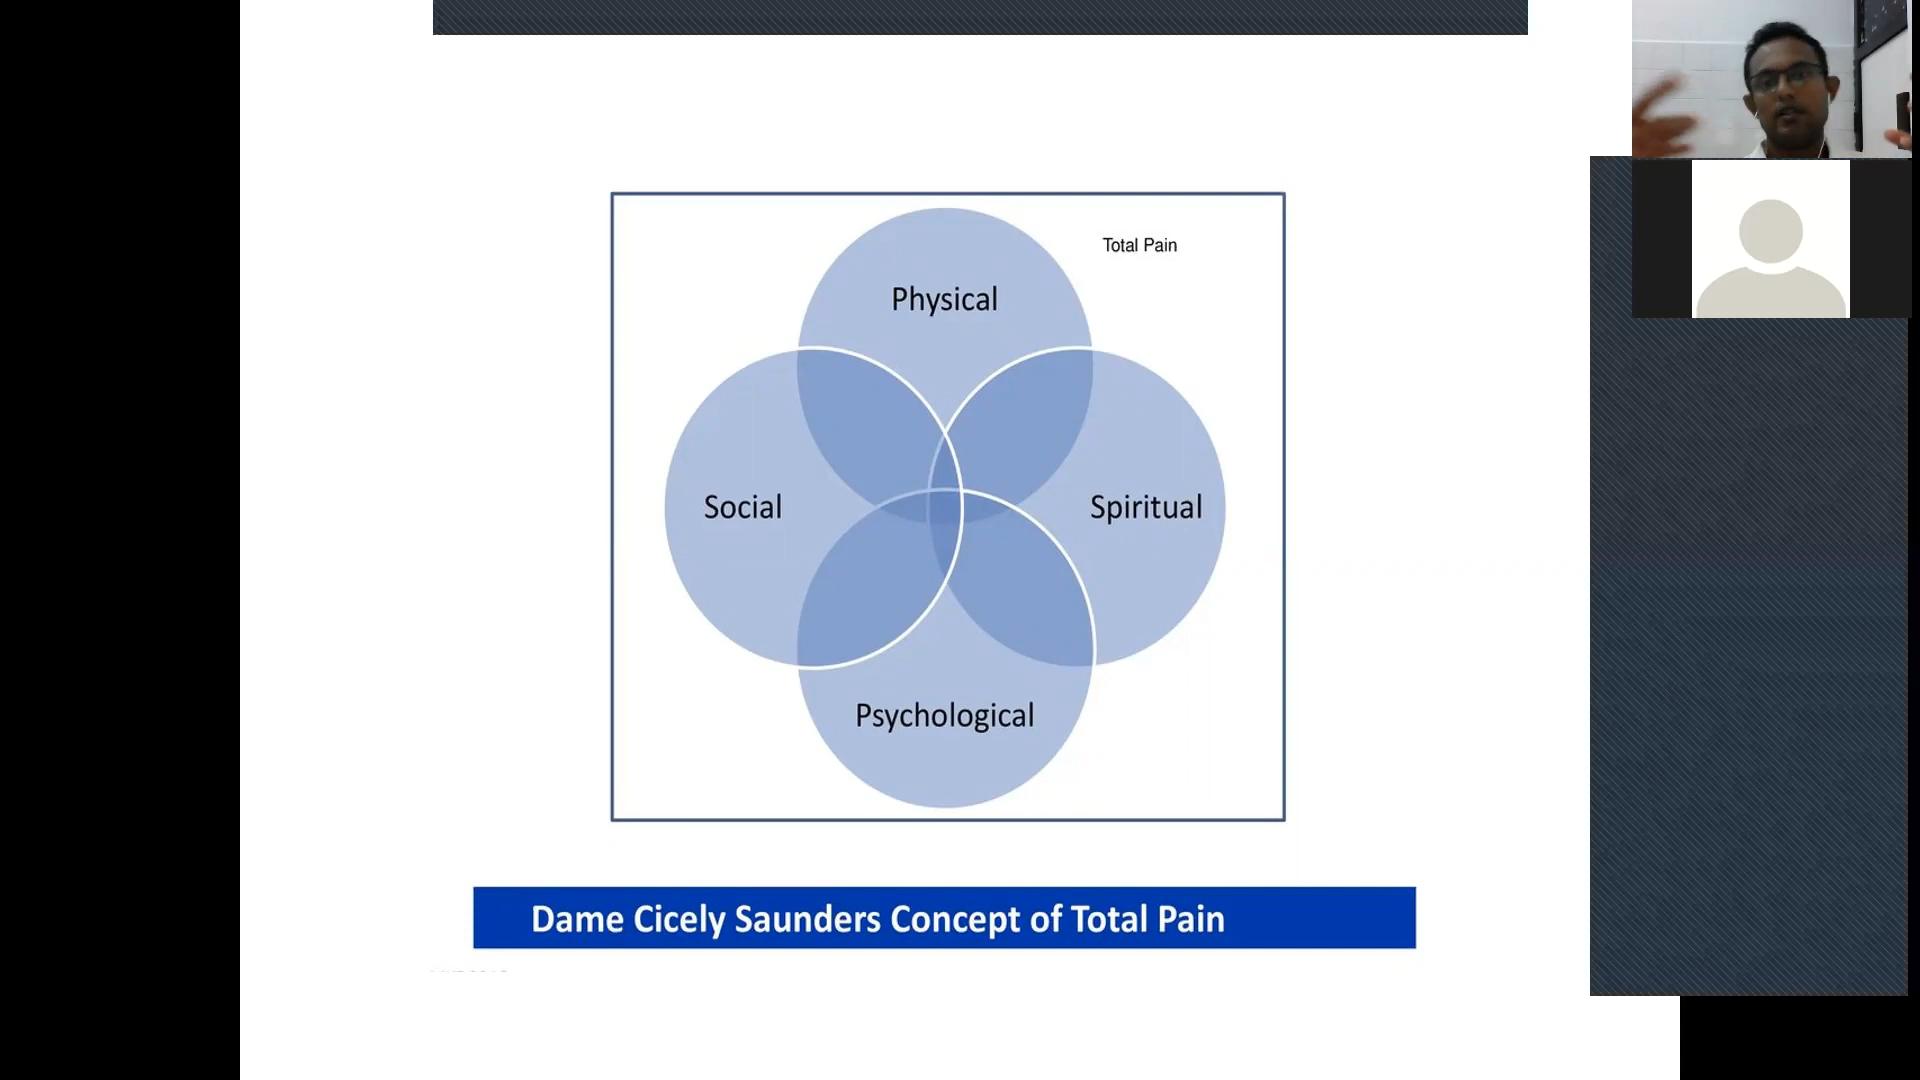 Total Pain
Physical
Social
Spiritual
Psychological
Dame Cicely Saunders Concept of Total Pain